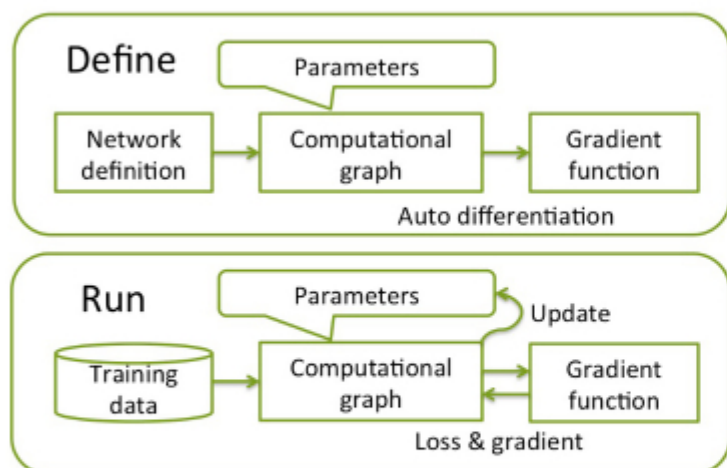 Define
Parameters
Network
definition
Computational
graph
Gradient
function
Auto differentiation
Run
Parameters
Update
Training
data
Computational
graph
Gradient
function
Loss & gradient